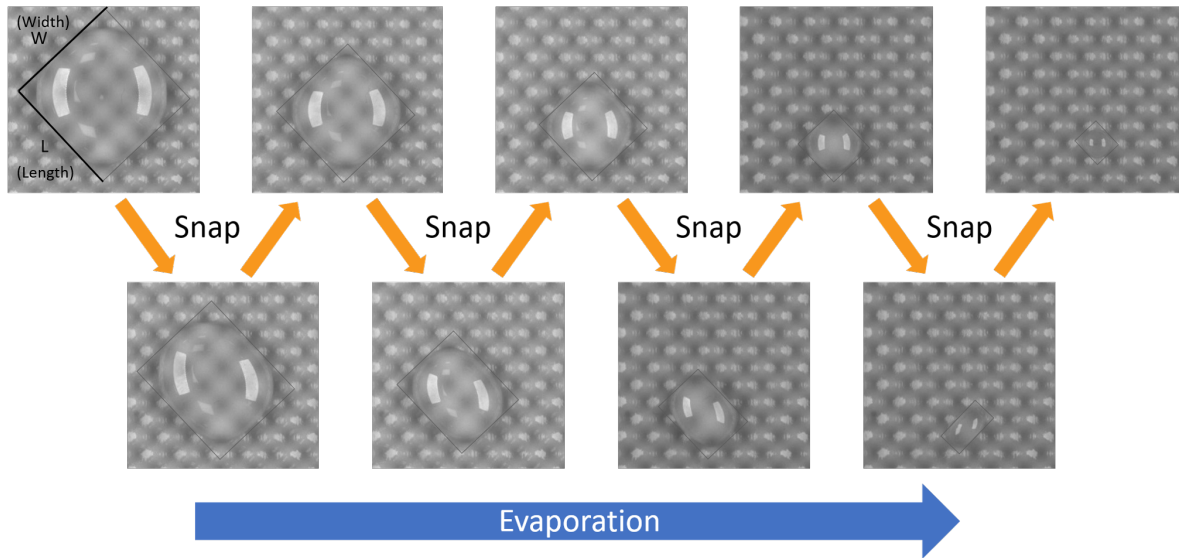 (Width)
W
L
(Length)
Snap
Snap
Snap
Snap
Evaporation